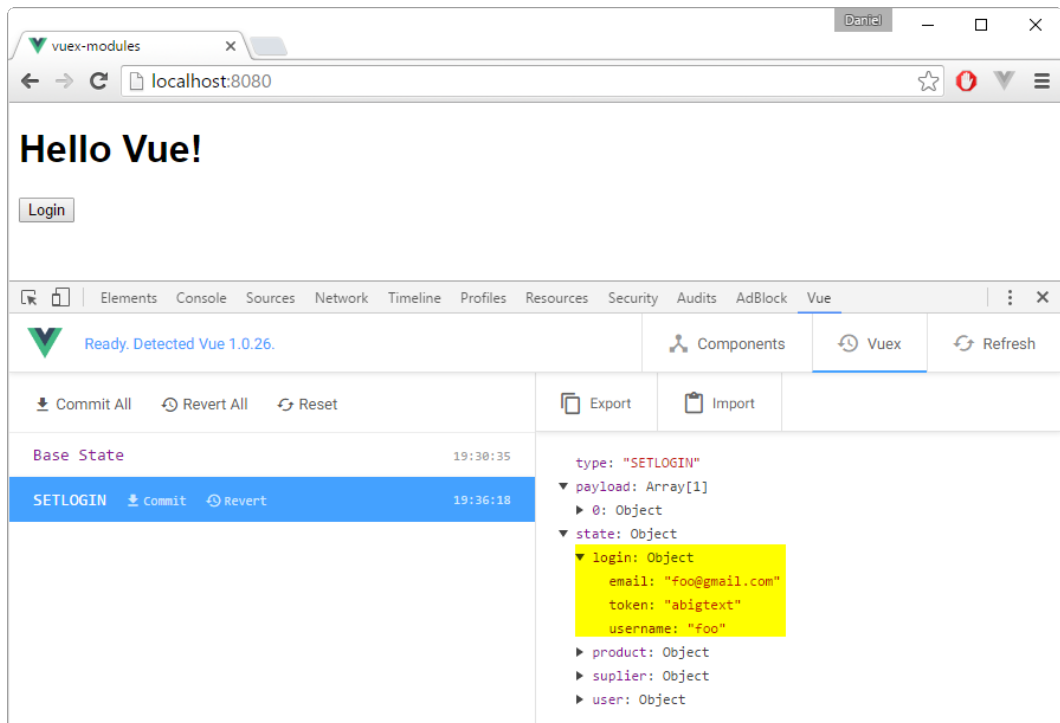 Daniel
vuex-modules
localhost:8080
Hello Vue!
Login
Elements Console Sources Network Timeline Profiles Resources Security Audits AdBlock Vue
Ready. Detected Vue 1.0.26.
Components Vuex Refresh
Commit All Revert All Reset
Export Import
Base State 19:30:35
SETLOGIN Commit Revert 19:36:18
type: "SETLOGIN"
payload: Array[1]
0: Object
state: Object
login: Object
email: "foo@gmail.com"
token: "abigtext"
username: "foo"
product: Object
suplier: Object
user: Object